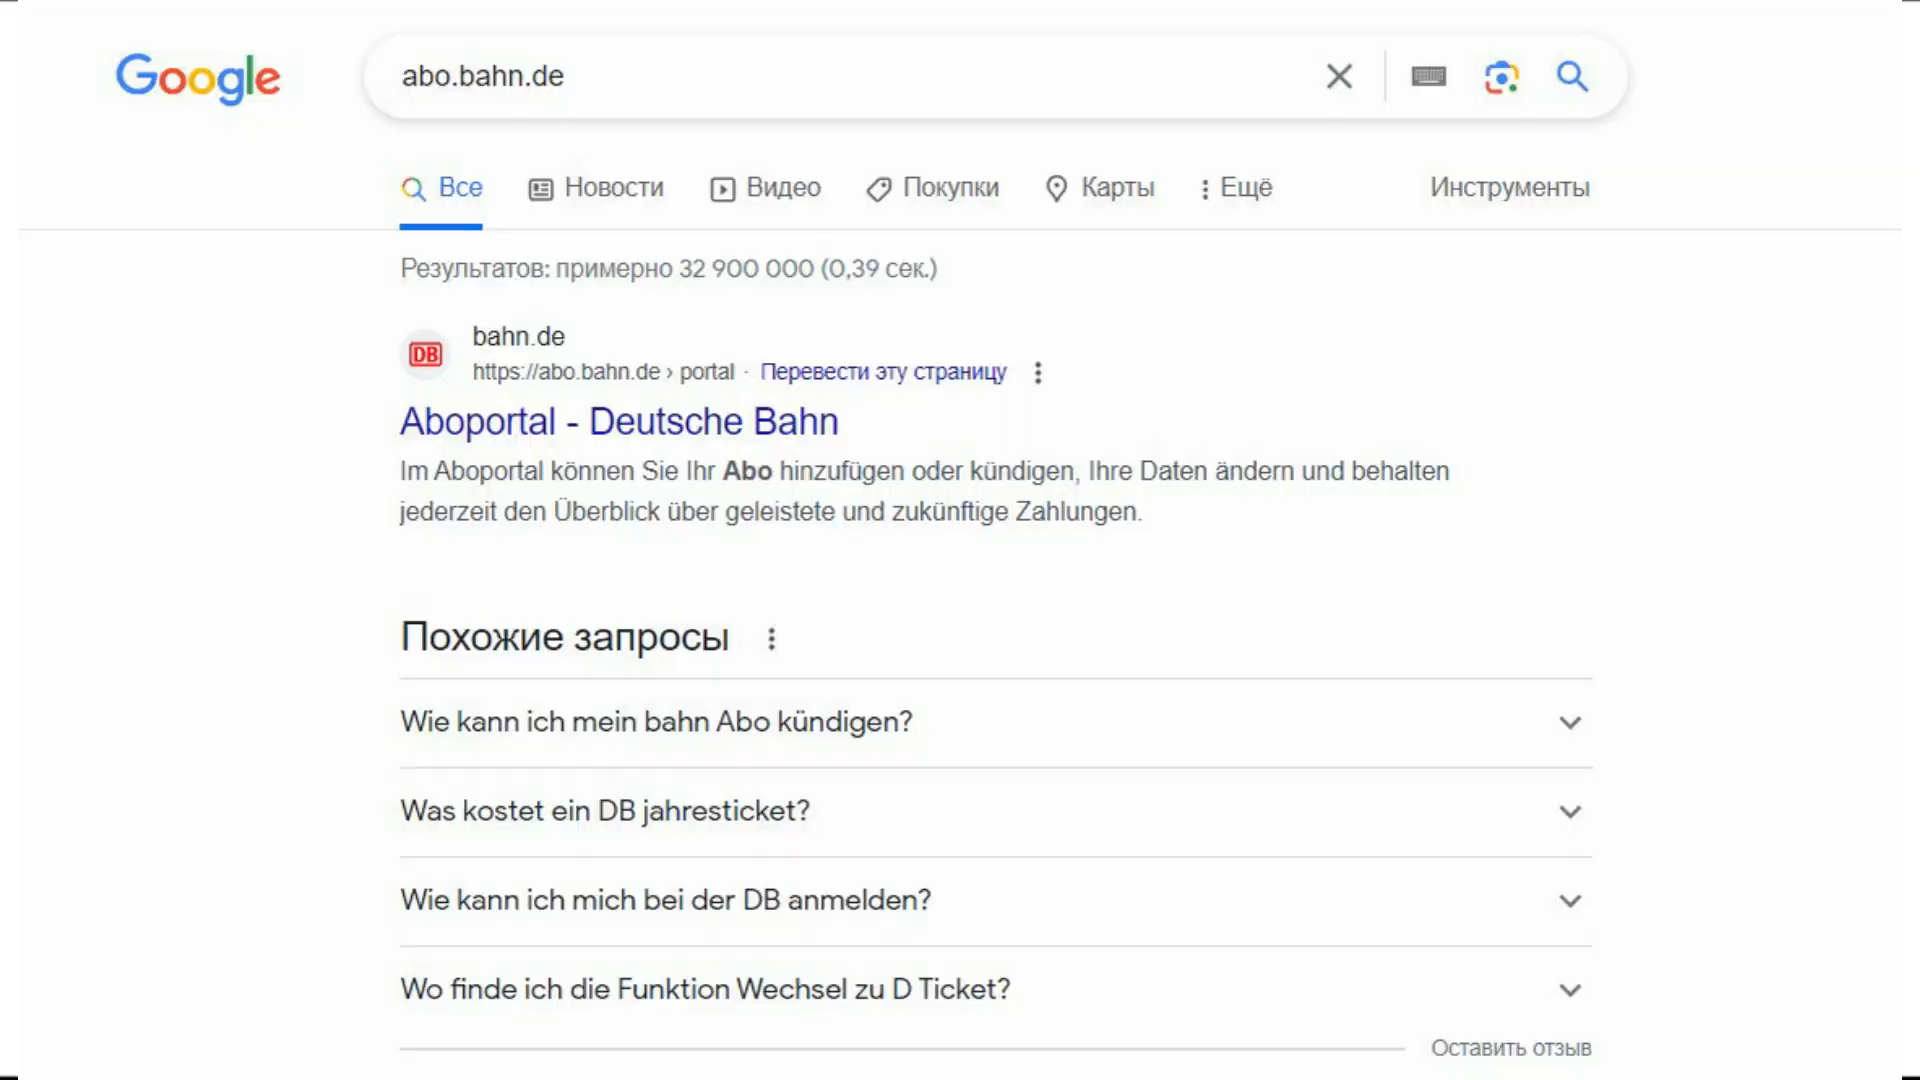 Google
abo.bahn.de
Все Новости Видео Покупки Карты Ещё Инструменты
Результатов: примерно 32 900 000 (0,39 сек.)
DB
bahn.de
https://abo.bahn.de › portal · Перевести эту страницу
Aboportal - Deutsche Bahn
Im Aboportal können Sie Ihr Abo hinzufügen oder kündigen, Ihre Daten ändern und behalten
jederzeit den Überblick über geleistete und zukünftige Zahlungen.
Похожие запросы
Wie kann ich mein bahn Abo kündigen?
Was kostet ein DB jahresticket?
Wie kann ich mich bei der DB anmelden?
Wo finde ich die Funktion Wechsel zu D Ticket?
Оставить отзыв